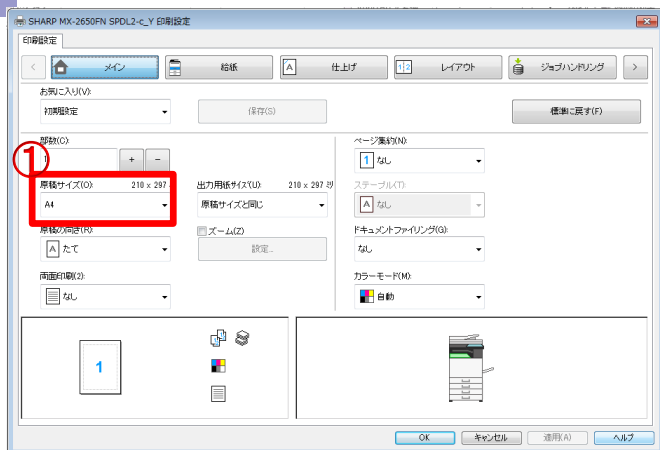 SHARP MX-2650FN SPDL2-c_Y 印刷設定
印刷設定
メイン 給紙 仕上げ レイアウト ジョブハンドリング
お気に入り(V):
初期設定 保存(S) 標準に戻す(F)
部数(C): ページ集約(N):
① 1 + - 1 なし
原稿サイズ(O): 210 x 297 出力用紙サイズ(U): 210 x 297 ミリ ステープル(T):
A4 原稿サイズと同じ なし
原稿の向き(R): ズーム(Z) ドキュメントファイリング(G):
たて 設定... なし
両面印刷(2): カラーモード(M):
なし 自動
1
OK キャンセル 適用(A) ヘルプ